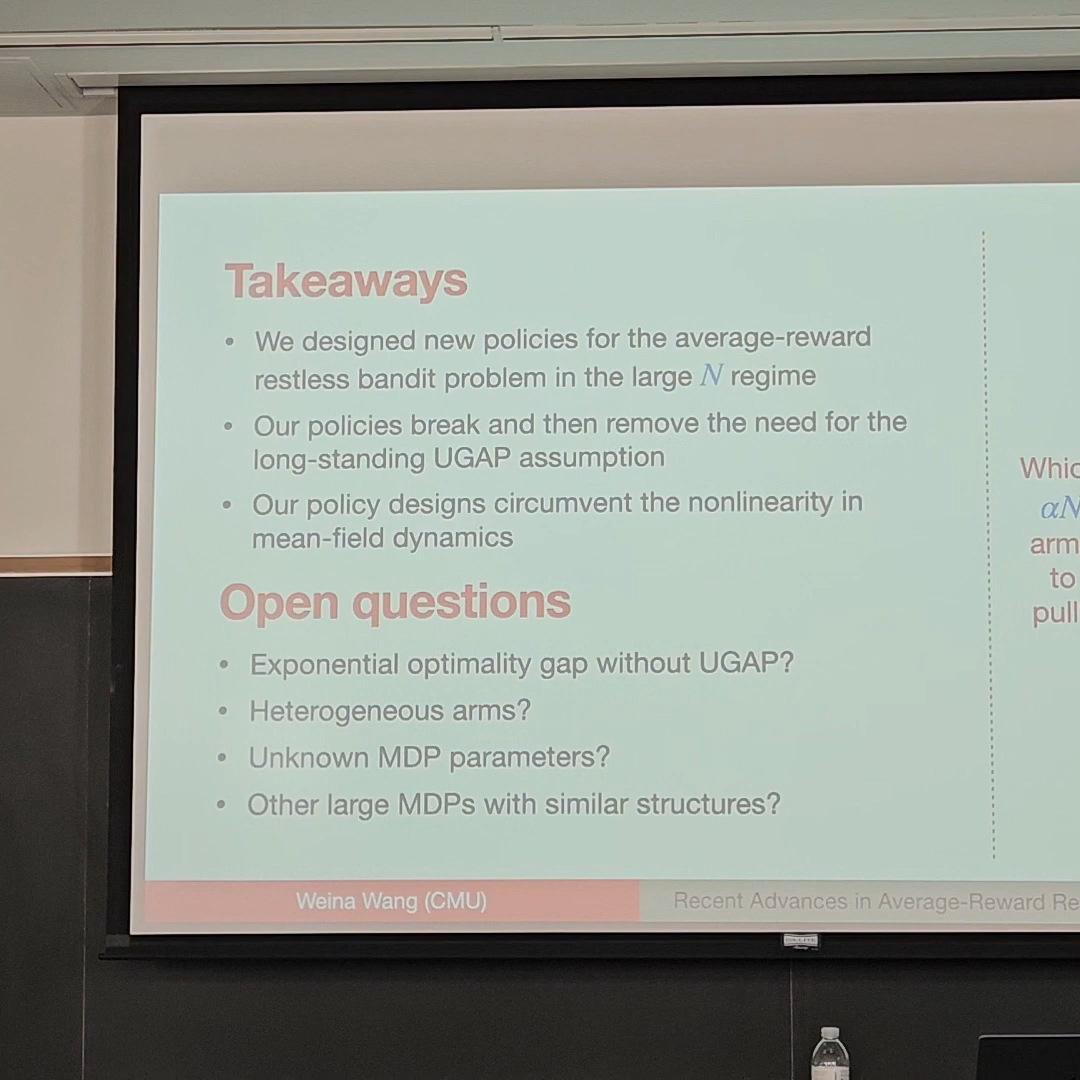 Takeaways
• We designed new policies for the average-reward
restless bandit problem in the large N regime
• Our policies break and then remove the need for the
long-standing UGAP assumption
• Our policy designs circumvent the nonlinearity in
mean-field dynamics
Open questions
• Exponential optimality gap without UGAP?
• Heterogeneous arms?
• Unknown MDP parameters?
• Other large MDPs with similar structures?
Whic
αN
arm
to
pull
Weina Wang (CMU)
Recent Advances in Average-Reward Re